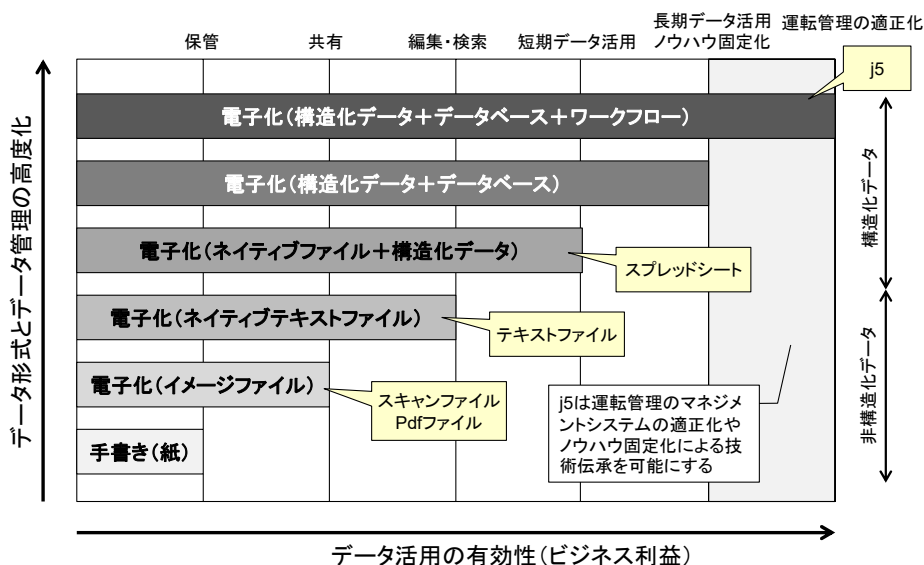 保管
共有
編集・検索
短期データ活用
長期データ活用
ノウハウ固定化
運転管理の適正化
j5
電子化（構造化データ＋データベース＋ワークフロー）
電子化（構造化データ＋データベース）
電子化（ネイティブファイル＋構造化データ）
スプレッドシート
電子化（ネイティブテキストファイル）
テキストファイル
電子化（イメージファイル）
スキャンファイル
Pdfファイル
手書き（紙）
j5は運転管理のマネジメ
ントシステムの適正化や
ノウハウ固定化による技
術伝承を可能にする
データ形式とデータ管理の高度化
構造化データ
非構造化データ
データ活用の有効性（ビジネス利益）